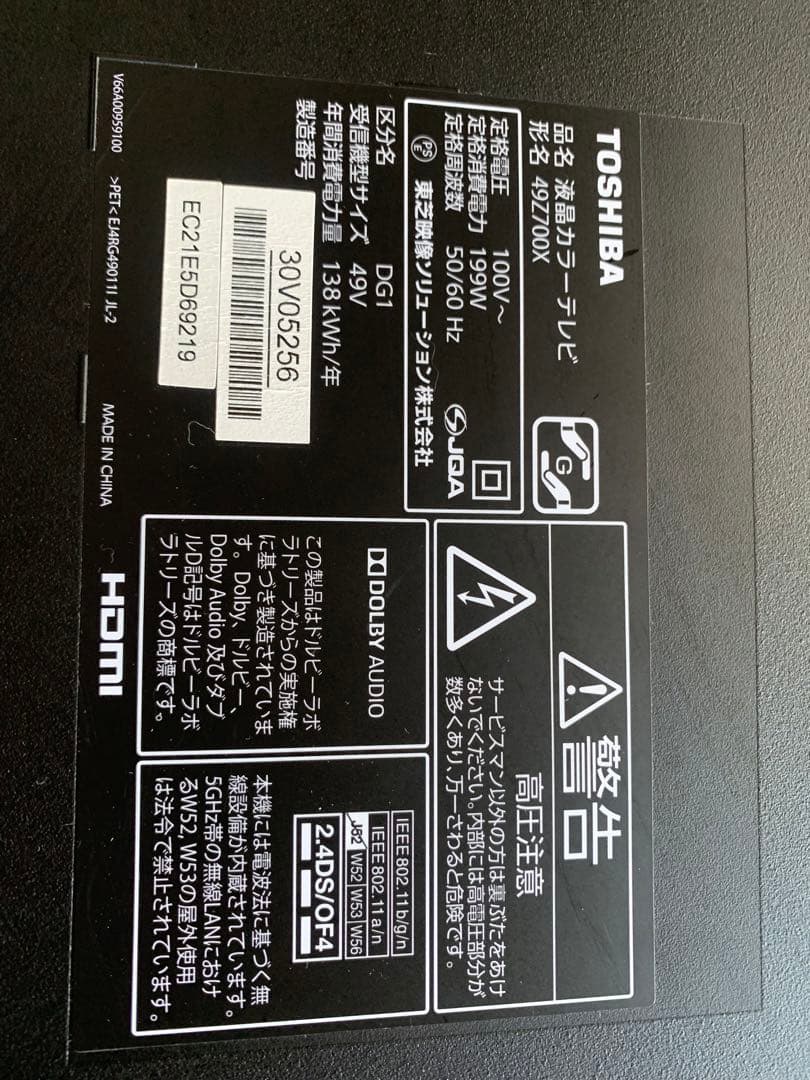 TOSHIBA
品名 液晶カラーテレビ
形名 49Z700X
G
定格電圧 100V～
定格消費電力 199W
定格周波数 50/60 Hz
PSE 東芝映像ソリューション株式会社
JQA
区分名 DG1
受信機型サイズ 49V
年間消費電力量 138kWh/年
製造番号
30V05256
EC21E5D69219
V66A00959100 >PET< EJ4RG490111I JL-2 MADE IN CHINA
HDMI
警告
高圧注意
サービスマン以外の方は裏ぶたをあけ
ないでください。内部には高電圧部分が
数多くあり、万一さわると危険です。
DOLBY AUDIO
この製品はドルビーラボ
ラトリーズからの実施権
に基づき製造されていま
す。Dolby、ドルビー、
Dolby Audio 及びダブ
ルD記号はドルビーラボ
ラトリーズの商標です。
IEEE802.11b/g/n
IEEE802.11a/n
J52 W52 W53 W56
2.4DS/OF4
本機には電波法に基づく無
線設備が内蔵されています。
5GHz帯の無線LANにおけ
るW52, W53の屋外使用
は法令で禁止されています。